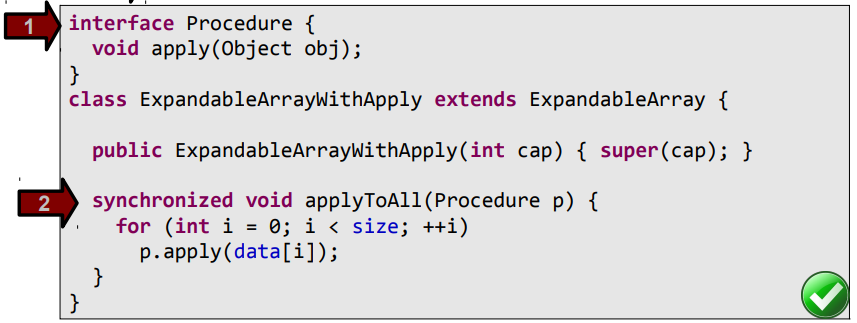 1
interface Procedure {
void apply(Object obj);
}
class ExpandableArrayWithApply extends ExpandableArray {
public ExpandableArrayWithApply(int cap) { super(cap); }
2
synchronized void applyToAll(Procedure p) {
for (int i = 0; i < size; ++i)
p.apply(data[i]);
}
}